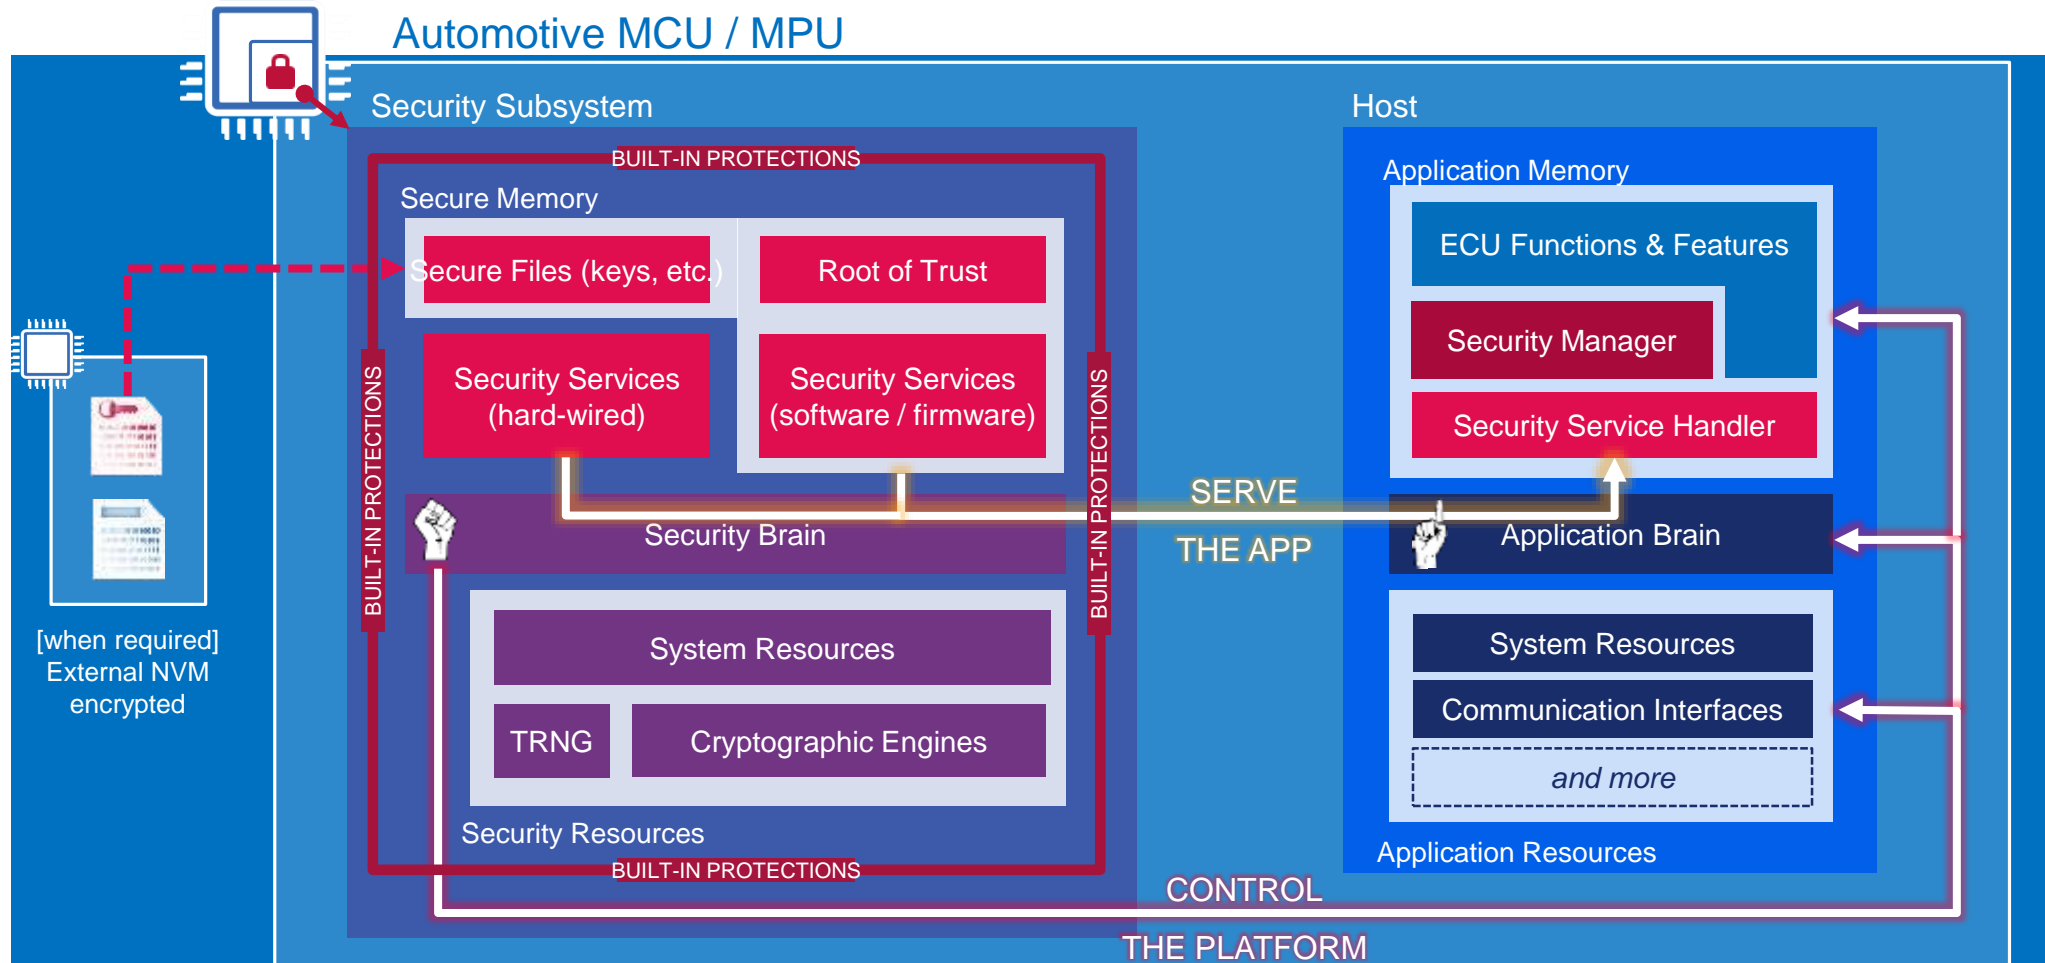 Automotive MCU / MPU
Security Subsystem
BUILT-IN PROTECTIONS
Secure Memory
Secure Files (keys, etc.)
Root of Trust
Security Services
(hard-wired)
Security Services
(software / firmware)
BUILT-IN PROTECTIONS
BUILT-IN PROTECTIONS
Security Brain
System Resources
TRNG
Cryptographic Engines
Security Resources
BUILT-IN PROTECTIONS
[when required]
External NVM
encrypted
SERVE
THE APP
CONTROL
THE PLATFORM
Host
Application Memory
ECU Functions & Features
Security Manager
Security Service Handler
Application Brain
System Resources
Communication Interfaces
and more
Application Resources